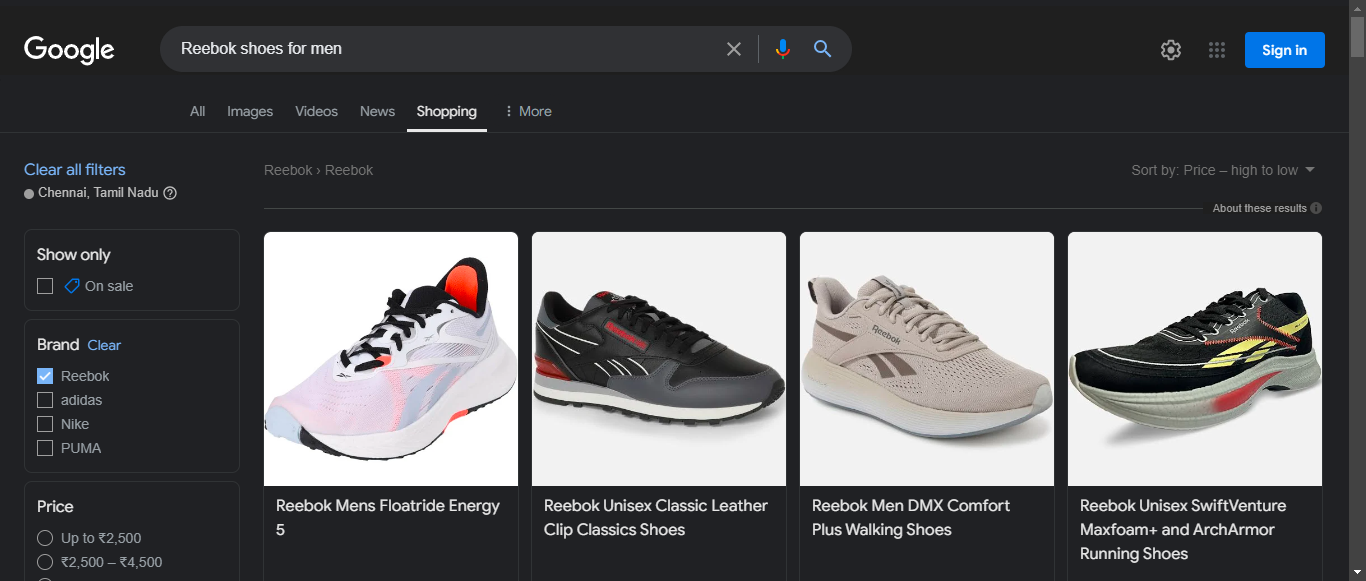 Google
Reebok shoes for men
Sign in
All
Images
Videos
News
Shopping
More
Clear all filters
Chennai, Tamil Nadu
Reebok › Reebok
Sort by: Price – high to low
About these results
Show only
On sale
Brand Clear
Reebok
adidas
Nike
PUMA
Price
Up to ₹2,500
₹2,500 – ₹4,500
Reebok
Reebok
Reebok Mens Floatride Energy
5
Reebok Unisex Classic Leather
Clip Classics Shoes
Reebok Men DMX Comfort
Plus Walking Shoes
Reebok Unisex SwiftVenture
Maxfoam+ and ArchArmor
Running Shoes